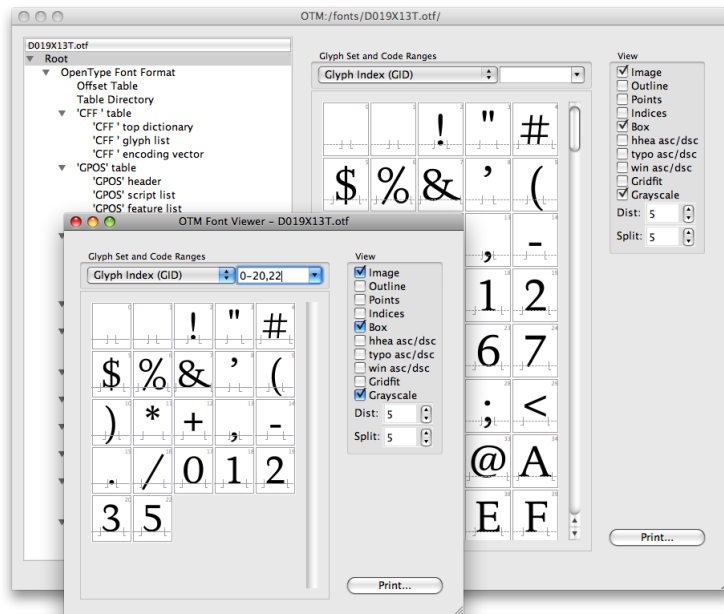 OTM:/fonts/D019X13T.otf/
D019X13T.otf
Root
OpenType Font Format
Offset Table
Table Directory
'CFF ' table
'CFF ' top dictionary
'CFF ' glyph list
'CFF ' encoding vector
'GPOS' table
'GPOS' header
'GPOS' script list
'GPOS' feature list
Glyph Set and Code Ranges
Glyph Index (GID)
! " #
$ % & ’ (
, -
1 2
6 7
; <
@ A
E F
View
Image
Outline
Points
Indices
Box
hhea asc/dsc
typo asc/dsc
win asc/dsc
Gridfit
Grayscale
Dist: 5
Split: 5
Print...
OTM Font Viewer – D019X13T.otf
Glyph Set and Code Ranges
Glyph Index (GID) 0-20,22
! " #
$ % & ’ (
) * + , -
. / 0 1 2
3 5
View
Image
Outline
Points
Indices
Box
hhea asc/dsc
typo asc/dsc
win asc/dsc
Gridfit
Grayscale
Dist: 5
Split: 5
Print...